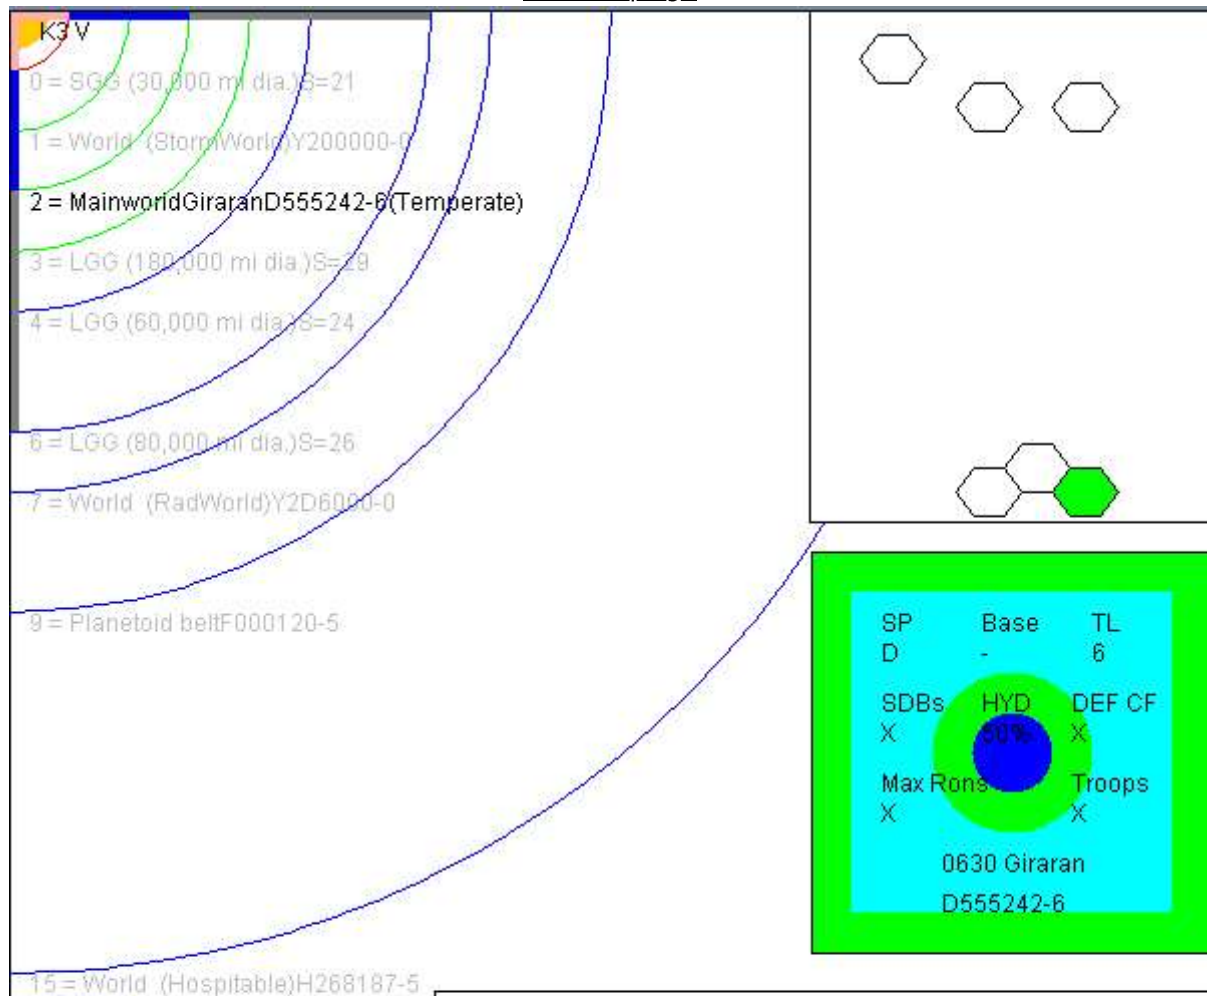 K3 V
0 = SGG (30,000 mi dia.)S=21
1 = World (StormWorld)Y200000-0
2 = MainworldGiraranD555242-6(Temperate)
3 = LGG (180,000 mi dia.)S=29
4 = LGG (60,000 mi dia.)S=24
6 = LGG (80,000 mi dia.)S=26
7 = World (RadWorld)Y2D6000-0
9 = Planetoid beltF000120-5
15 = World (Hospitable)H268187-5
SP Base TL
D - 6
SDBs HYD DEF CF
X 50% X
Max Rons Troops
X X
0630 Giraran
D555242-6